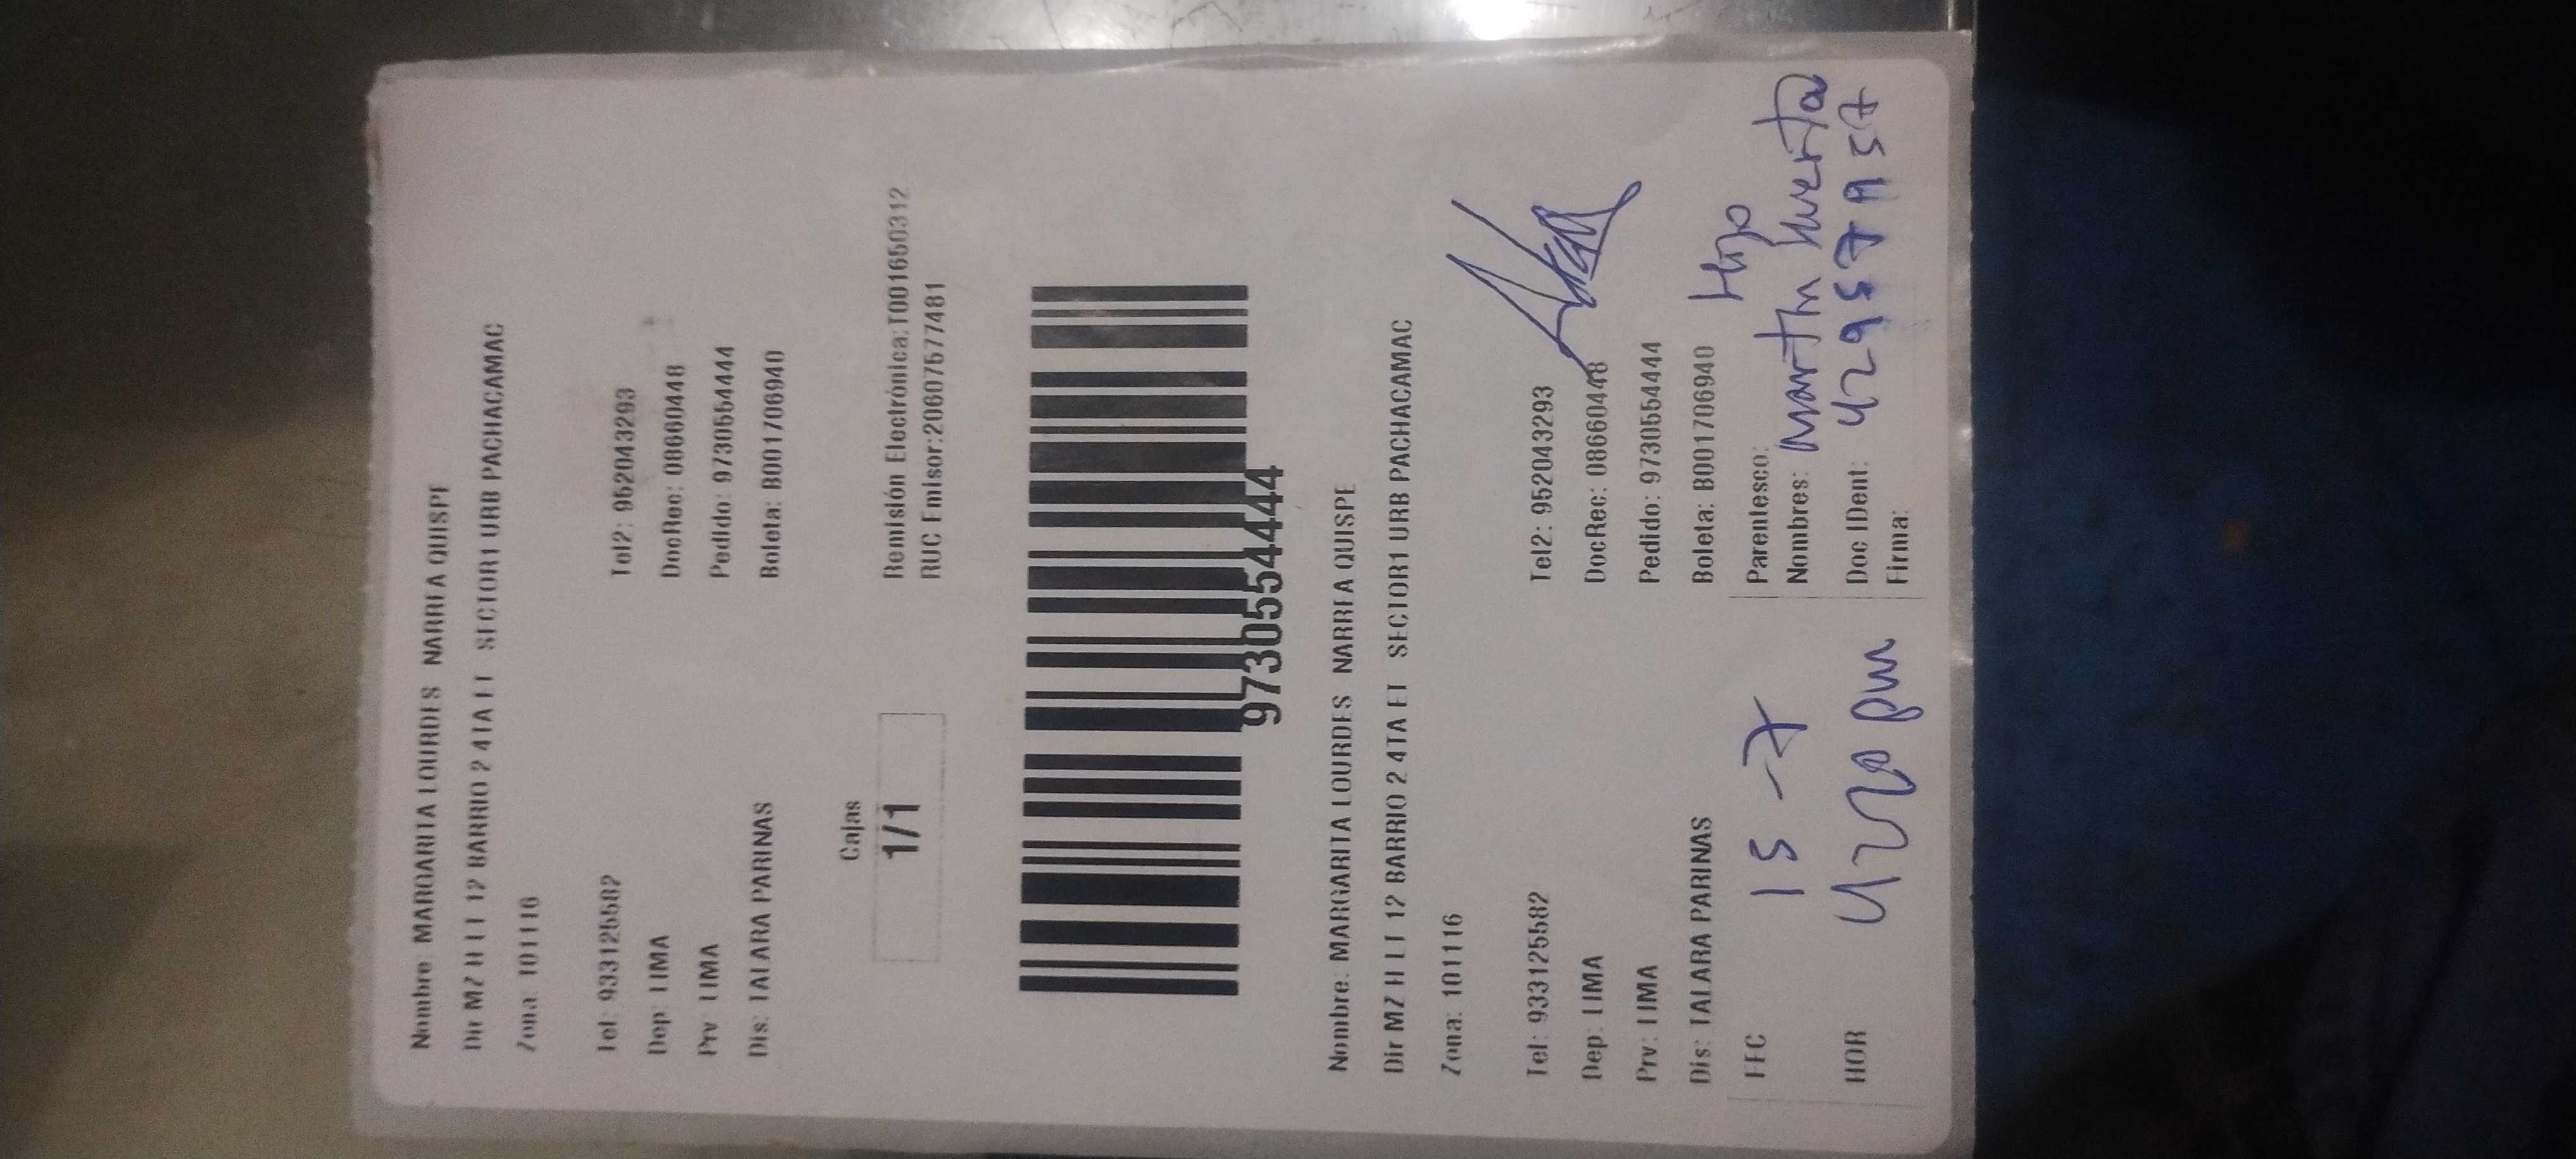 Nombre MARGARITA LOURDES NARREA QUISPE
Dir MZ H LT 12 BARRIO 2 4TA ET SECTOR1 URB PACHACAMAC
Zona: 101116
Tel: 933125582 Tel2: 952043293
Dep: LIMA DocRec: 08660448
Prv: LIMA Pedido: 9730554444
Dis: TALARA PARINAS Boleta: B001706940
Cajas
1/1
Remisión Electrónica:T001650312
RUC Emisor:20607577481
9730554444
Nombre: MARGARITA LOURDES NARREA QUISPE
Dir MZ H LT 12 BARRIO 2 4TA ET SECTOR1 URB PACHACAMAC
Zona: 101116
Tel: 933125582 Tel2: 952043293
Dep: LIMA DocRec: 08660448
Prv: LIMA Pedido: 9730554444
Dis: TALARA PARINAS Boleta: B001706940
FEC 15-7 Parentesco: Hijo
Nombres: Martin huerta
HOR 4:20 pm Doc IDent:
Firma: